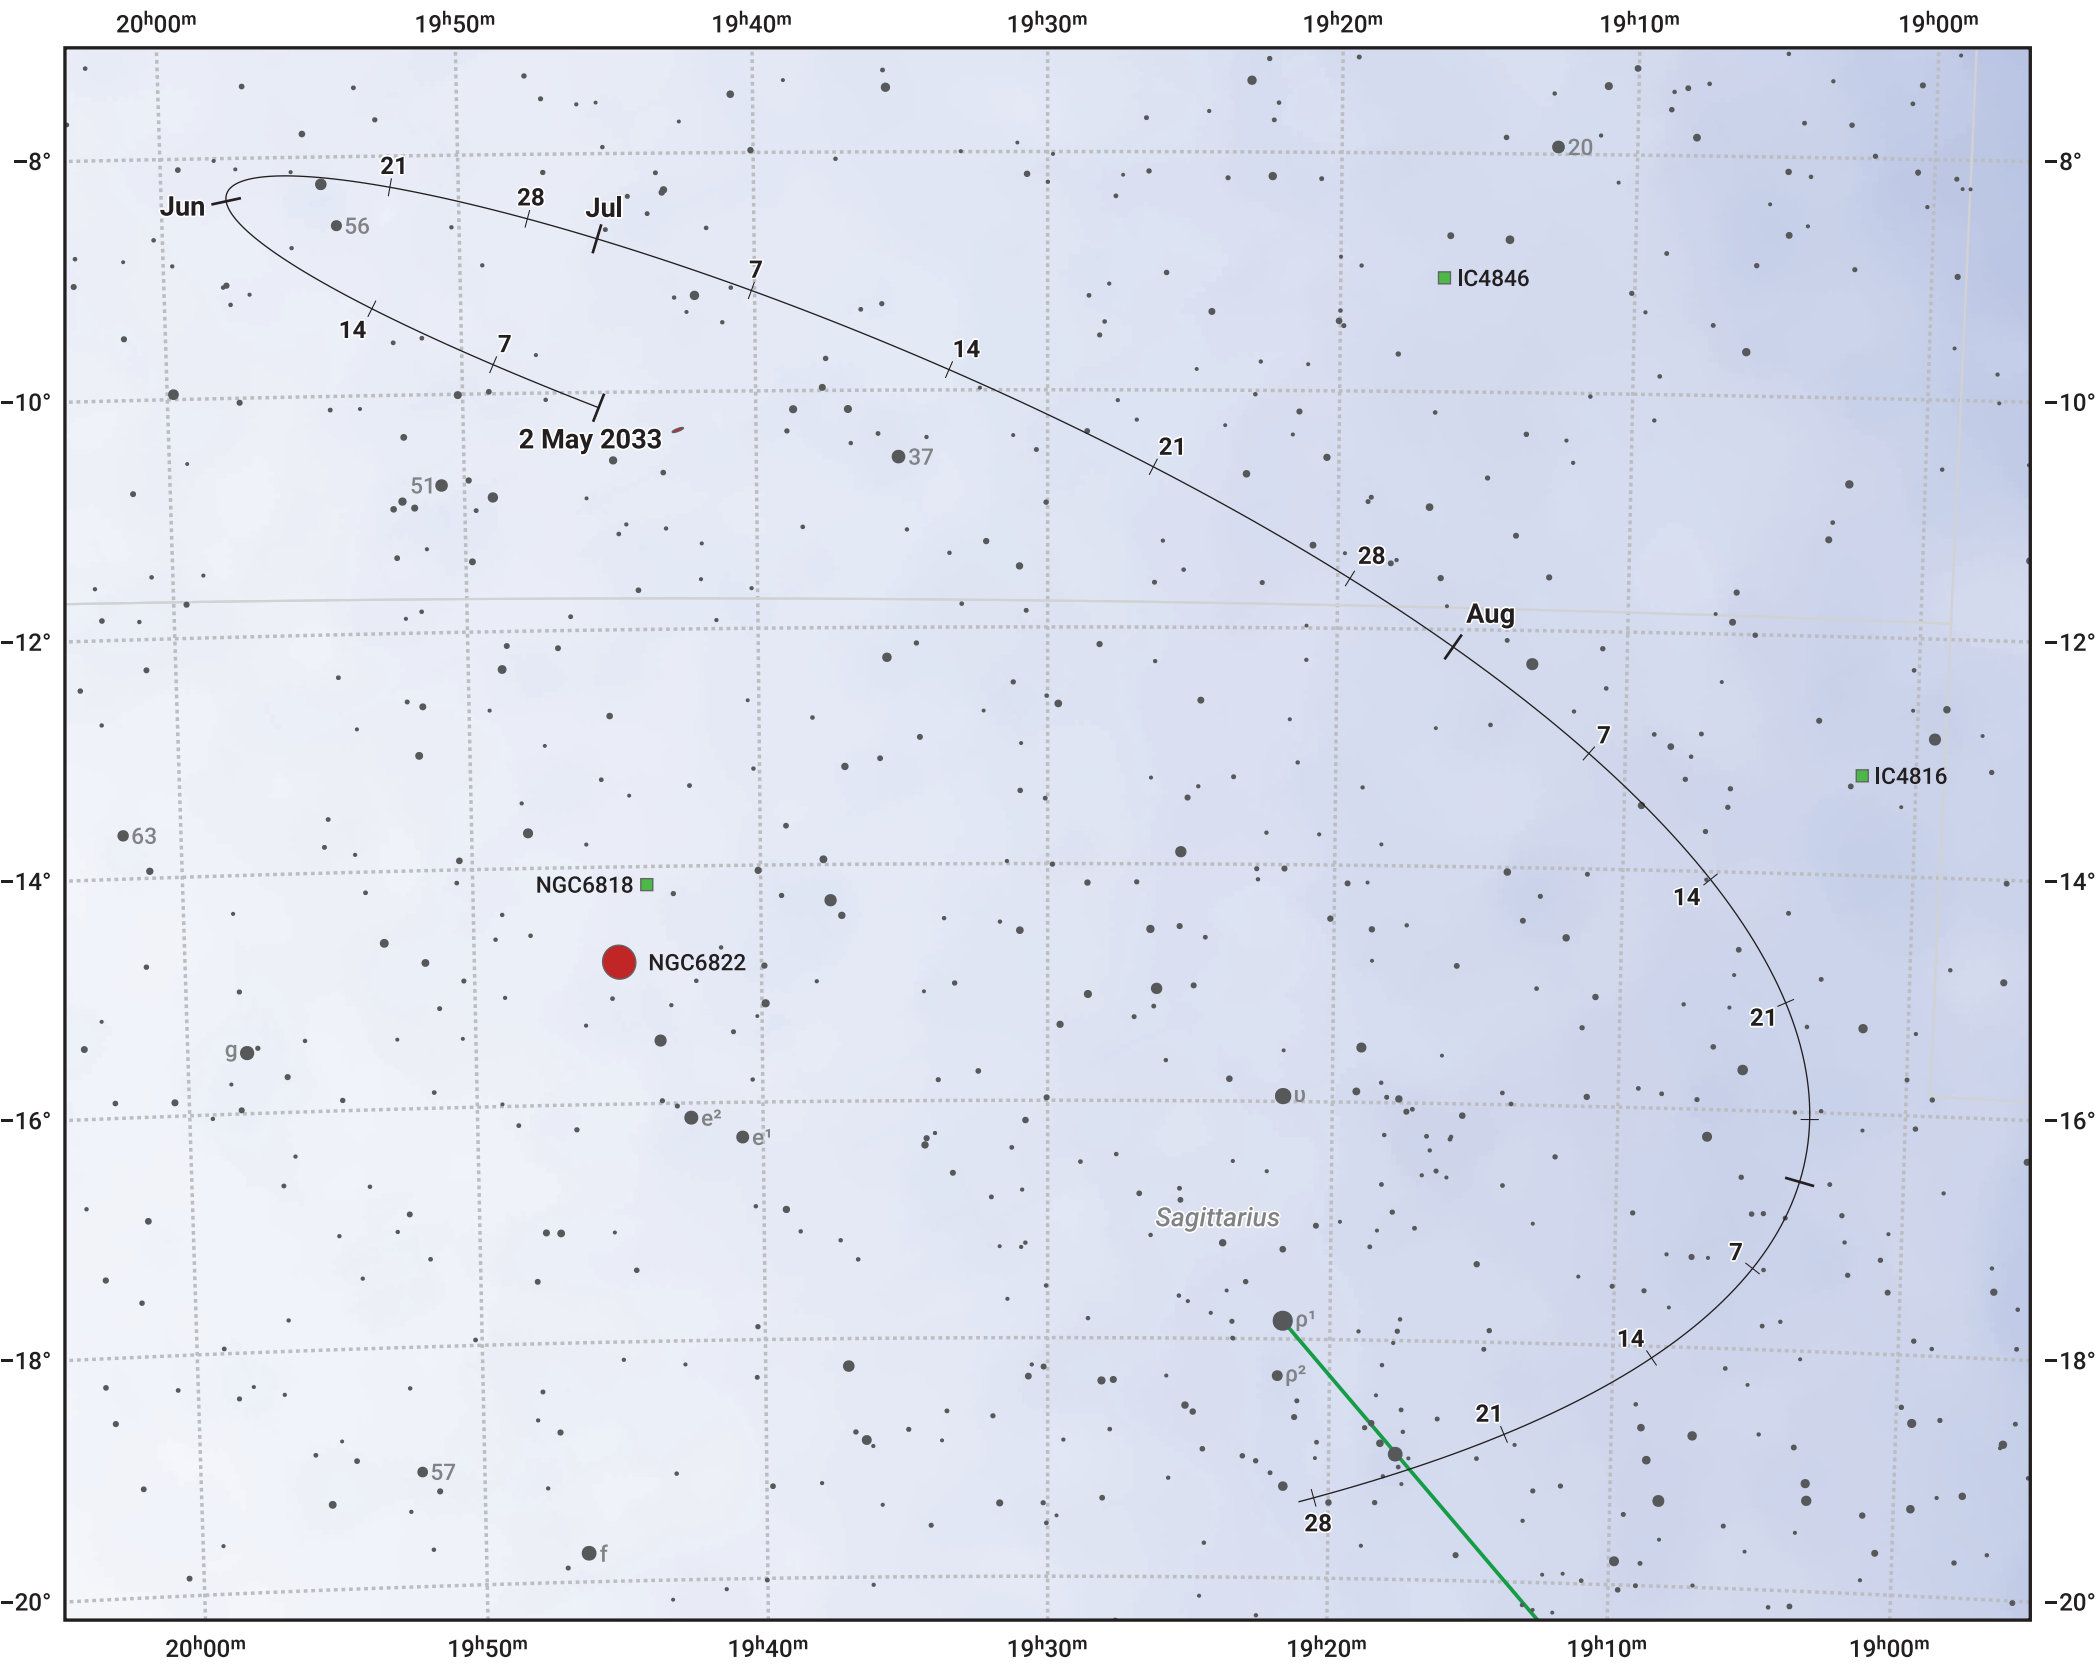 20ʰ00ᵐ 19ʰ50ᵐ 19ʰ40ᵐ 19ʰ30ᵐ 19ʰ20ᵐ 19ʰ10ᵐ 19ʰ00ᵐ
−8° 21 20 −8°
Jun 28 Jul
56
7 IC4846
14 7 14
−10° −10°
2 May 2033 21
51 37
28
Aug
−12° −12°
7
IC4816
63
−14° NGC6818 14 −14°
NGC6822
21
g
υ
−16° e² e¹ −16°
Sagittarius
7
ρ¹
14
−18° ρ² −18°
21
57
28
f
−20° −20°
20ʰ00ᵐ 19ʰ50ᵐ 19ʰ40ᵐ 19ʰ30ᵐ 19ʰ20ᵐ 19ʰ10ᵐ 19ʰ00ᵐ